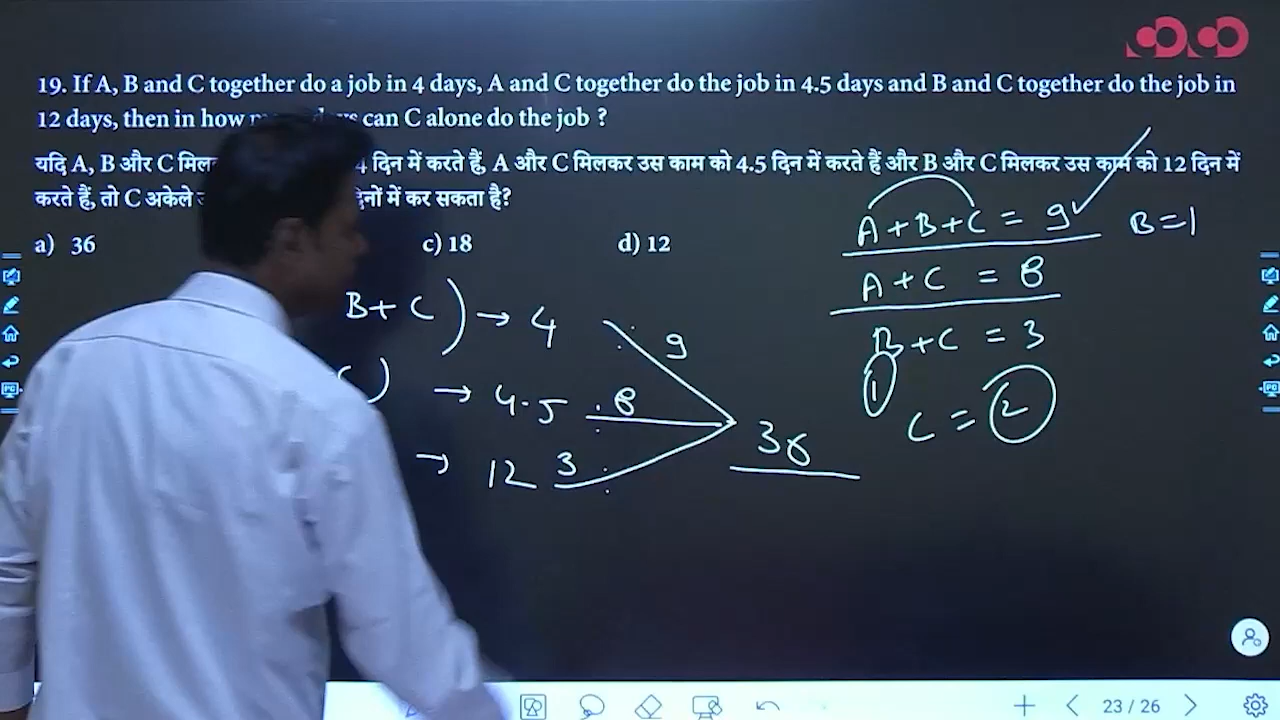 19. If A, B and C together do a job in 4 days, A and C together do the job in 4.5 days and B and C together do the job in
12 days, then in how can C alone do the job ?
यदि A, B और C 4 दिन में करते हैं, A और C मिलकर उस काम को 4.5 दिन में करते हैं और B और C मिलकर उस काम को 12 दिन में
करते हैं, तो C अकेले में कर सकता है?
a) 36 c) 18 d) 12
A+B+C = 9 B=1
A+C = 8
B+C) → 4 9
B+C = 3
C) → 4.5 8
1
C = 2
→ 12 3
36
23 / 26